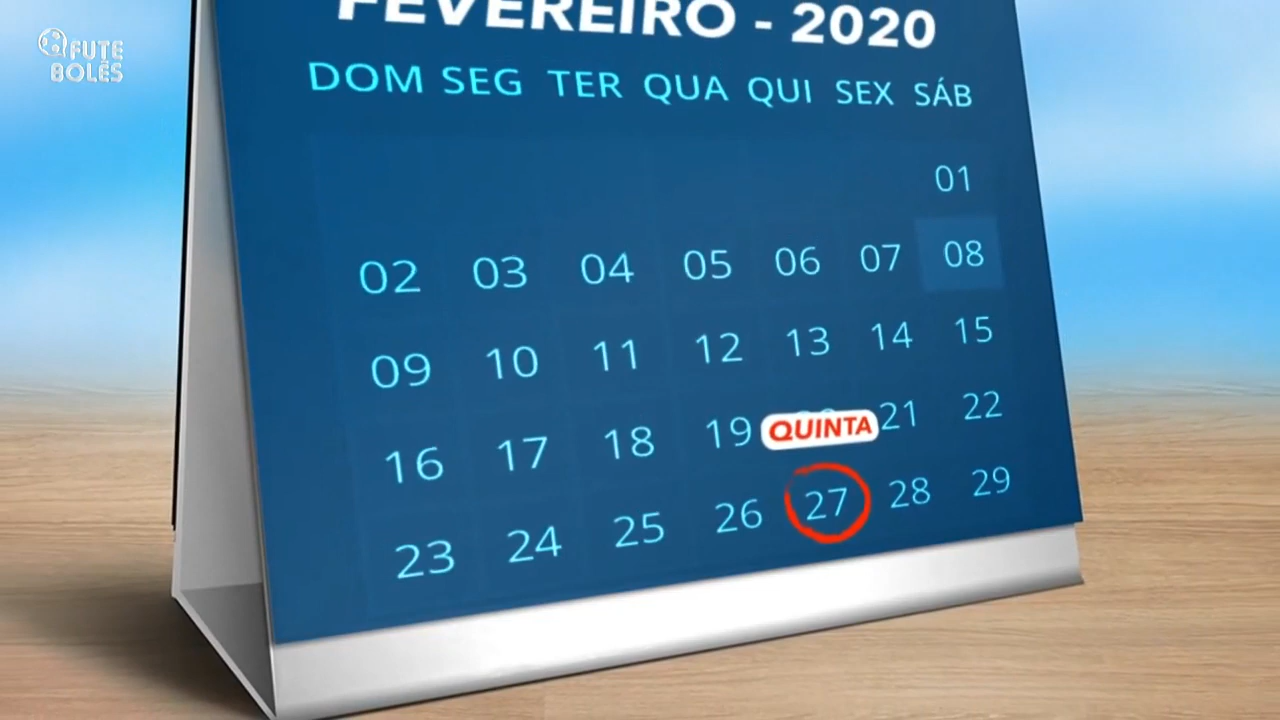 FUTE
BOLÊS
FEVEREIRO - 2020
DOM SEG TER QUA QUI SEX SÁB
01
02 03 04 05 06 07 08
09 10 11 12 13 14 15
16 17 18 19 QUINTA 21 22
23 24 25 26 27 28 29